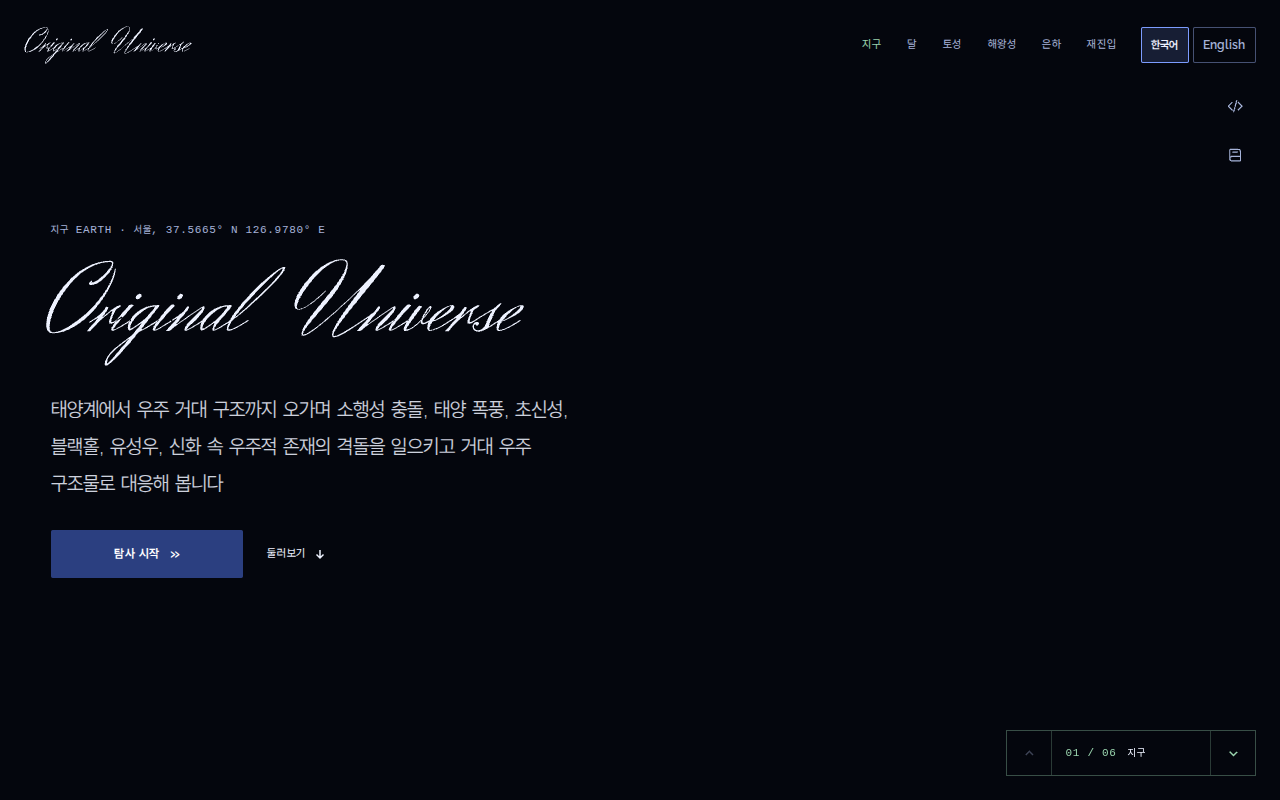 Original Universe
지구
달
토성
해왕성
은하
재진입
한국어
English
지구 EARTH · 서울, 37.5665° N 126.9780° E
Original Universe
태양계에서 우주 거대 구조까지 오가며 소행성 충돌, 태양 폭풍, 초신성,
블랙홀, 유성우, 신화 속 우주적 존재의 격돌을 일으키고 거대 우주
구조물로 대응해 봅니다
탐사 시작
둘러보기
01 / 06 지구